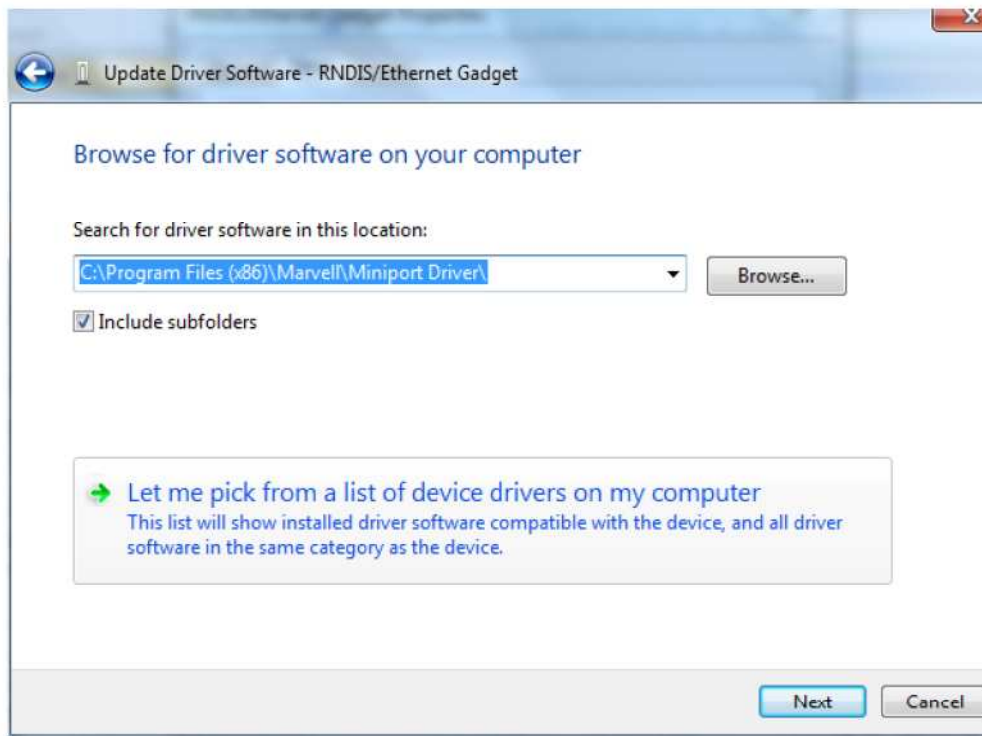 Update Driver Software - RNDIS/Ethernet Gadget
Browse for driver software on your computer
Search for driver software in this location:
C:\Program Files (x86)\Marvell\Miniport Driver\
Browse...
Include subfolders
Let me pick from a list of device drivers on my computer
This list will show installed driver software compatible with the device, and all driver
software in the same category as the device.
Next
Cancel